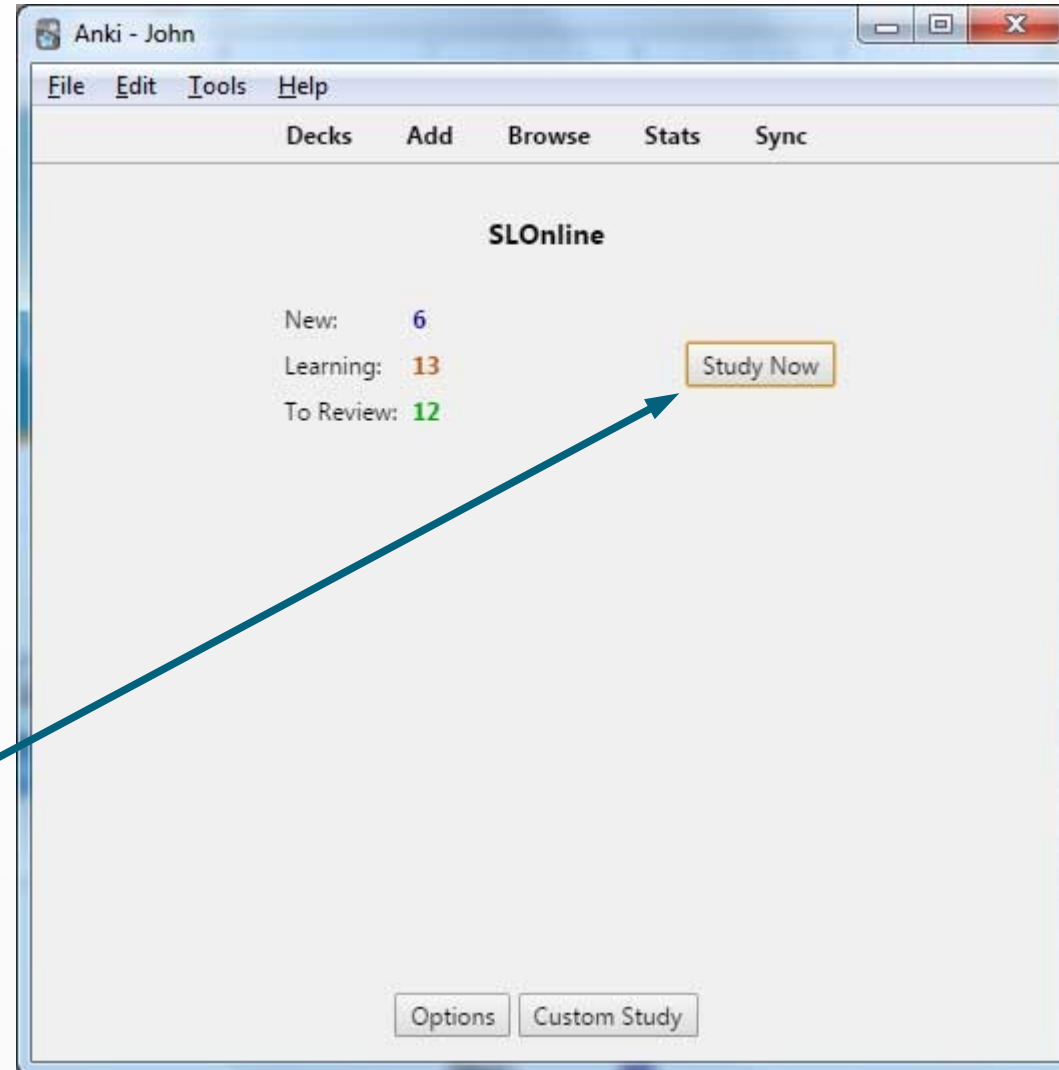 Anki - John
File Edit Tools Help
Decks Add Browse Stats Sync
SLOnline
New: 6
Learning: 13 Study Now
To Review: 12
Options Custom Study